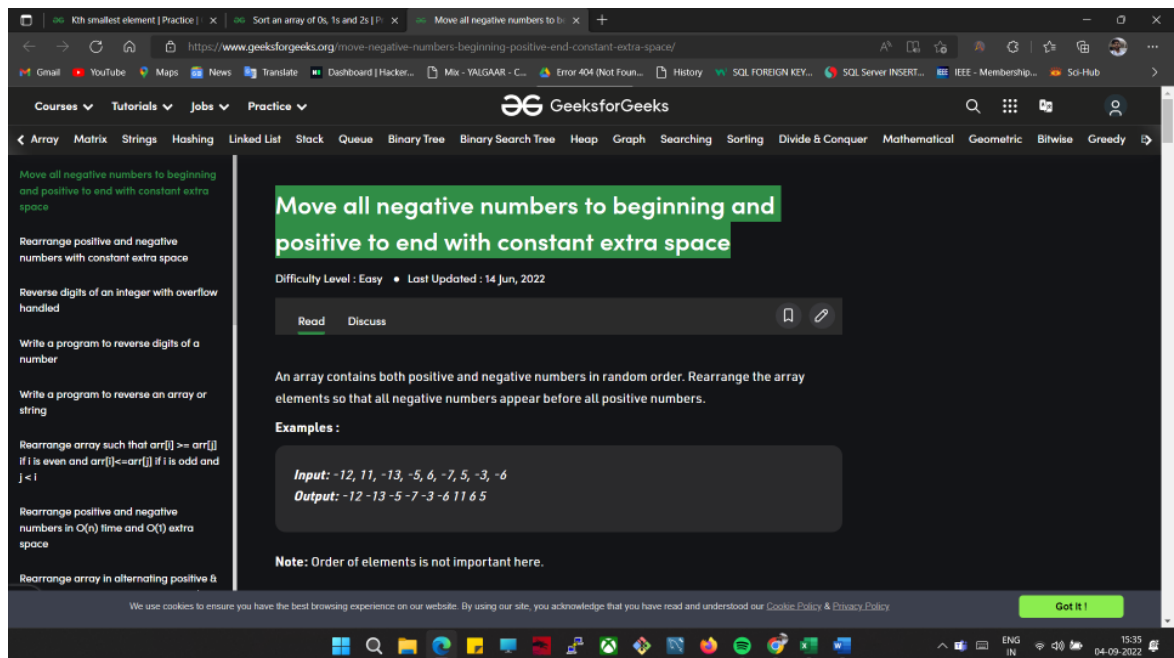 Kth smallest element | Practice |
Sort an array of 0s, 1s and 2s | P
Move all negative numbers to be
https://www.geeksforgeeks.org/move-negative-numbers-beginning-positive-end-constant-extra-space/
Gmail YouTube Maps News Translate Dashboard | Hacker... Mix - YALGAAR - C... Error 404 (Not Foun... History SQL FOREIGN KEY... SQL Server INSERT... IEEE - Membership... Sci-Hub
Courses Tutorials Jobs Practice GeeksforGeeks
Array Matrix Strings Hashing Linked List Stack Queue Binary Tree Binary Search Tree Heap Graph Searching Sorting Divide & Conquer Mathematical Geometric Bitwise Greedy
Move all negative numbers to beginning
and positive to end with constant extra
space
Rearrange positive and negative
numbers with constant extra space
Reverse digits of an integer with overflow
handled
Write a program to reverse digits of a
number
Write a program to reverse an array or
string
Rearrange array such that arr[i] >= arr[j]
if i is even and arr[i]<=arr[j] if i is odd and
j < i
Rearrange positive and negative
numbers in O(n) time and O(1) extra
space
Rearrange array in alternating positive &
Move all negative numbers to beginning and
positive to end with constant extra space
Difficulty Level : Easy • Last Updated : 14 Jun, 2022
Read Discuss
An array contains both positive and negative numbers in random order. Rearrange the array
elements so that all negative numbers appear before all positive numbers.
Examples :
Input: -12, 11, -13, -5, 6, -7, 5, -3, -6
Output: -12 -13 -5 -7 -3 -6 11 6 5
Note: Order of elements is not important here.
We use cookies to ensure you have the best browsing experience on our website. By using our site, you acknowledge that you have read and understood our Cookie Policy & Privacy Policy
Got it !
ENG
IN
15:35
04-09-2022